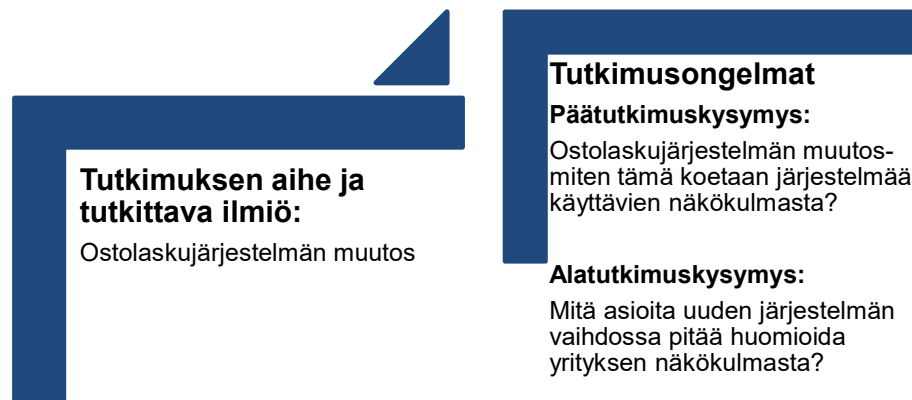 Tutkimuksen aihe ja
tutkittava ilmiö:
Ostolaskujärjestelmän muutos
Tutkimusongelmat
Päätutkimuskysymys:
Ostolaskujärjestelmän muutos-
miten tämä koetaan järjestelmää
käyttävien näkökulmasta?
Alatutkimuskysymys:
Mitä asioita uuden järjestelmän
vaihdossa pitää huomioida
yrityksen näkökulmasta?